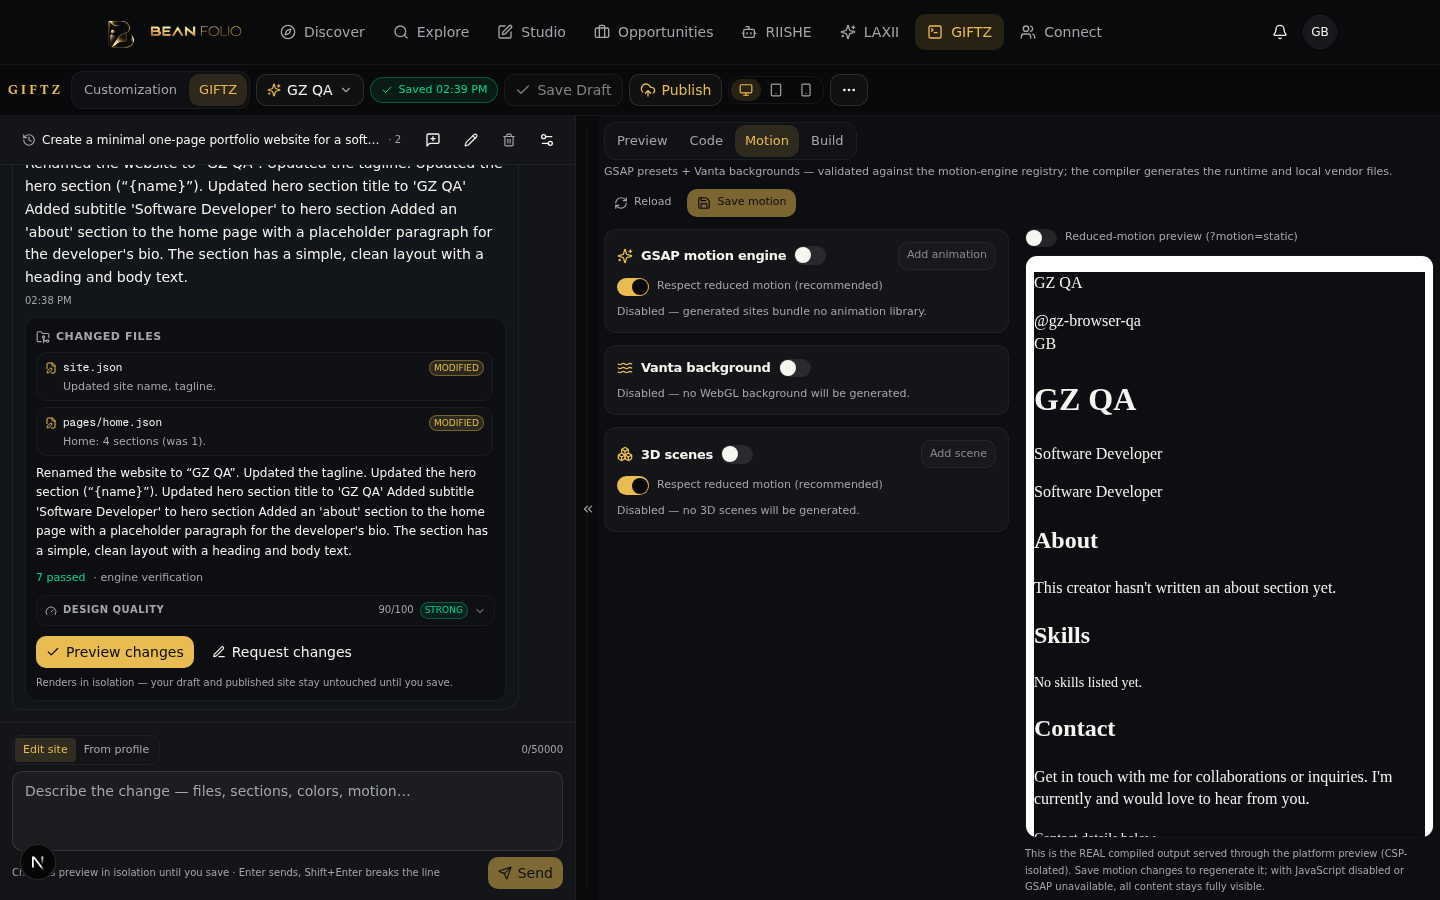 BEAN FOLIO
Discover
Explore
Studio
Opportunities
RIISHE
LAXII
GIFTZ
Connect
GB
GIFTZ
Customization
GIFTZ
GZ QA
Saved 02:39 PM
Save Draft
Publish
Create a minimal one-page portfolio website for a soft... · 2
Renamed the website to “GZ QA”. Updated the tagline. Updated the
hero section (“{name}”). Updated hero section title to 'GZ QA'
Added subtitle 'Software Developer' to hero section Added an
'about' section to the home page with a placeholder paragraph for
the developer's bio. The section has a simple, clean layout with a
heading and body text.
02:38 PM
CHANGED FILES
site.json
MODIFIED
Updated site name, tagline.
pages/home.json
MODIFIED
Home: 4 sections (was 1).
Renamed the website to “GZ QA”. Updated the tagline. Updated the hero
section (“{name}”). Updated hero section title to 'GZ QA' Added subtitle
'Software Developer' to hero section Added an 'about' section to the home
page with a placeholder paragraph for the developer's bio. The section has
a simple, clean layout with a heading and body text.
7 passed · engine verification
DESIGN QUALITY
90/100
STRONG
Preview changes
Request changes
Renders in isolation — your draft and published site stay untouched until you save.
Edit site
From profile
0/50000
Describe the change — files, sections, colors, motion…
N
preview in isolation until you save · Enter sends, Shift+Enter breaks the line
Send
Preview
Code
Motion
Build
GSAP presets + Vanta backgrounds — validated against the motion-engine registry; the compiler generates the runtime and local vendor files.
Reload
Save motion
GSAP motion engine
Add animation
Respect reduced motion (recommended)
Disabled — generated sites bundle no animation library.
Vanta background
Disabled — no WebGL background will be generated.
3D scenes
Add scene
Respect reduced motion (recommended)
Disabled — no 3D scenes will be generated.
Reduced-motion preview (?motion=static)
GZ QA
@gz-browser-qa
GB
GZ QA
Software Developer
Software Developer
About
This creator hasn't written an about section yet.
Skills
No skills listed yet.
Contact
Get in touch with me for collaborations or inquiries. I'm
currently and would love to hear from you.
Contact details below
This is the REAL compiled output served through the platform preview (CSP-
isolated). Save motion changes to regenerate it; with JavaScript disabled or
GSAP unavailable, all content stays fully visible.